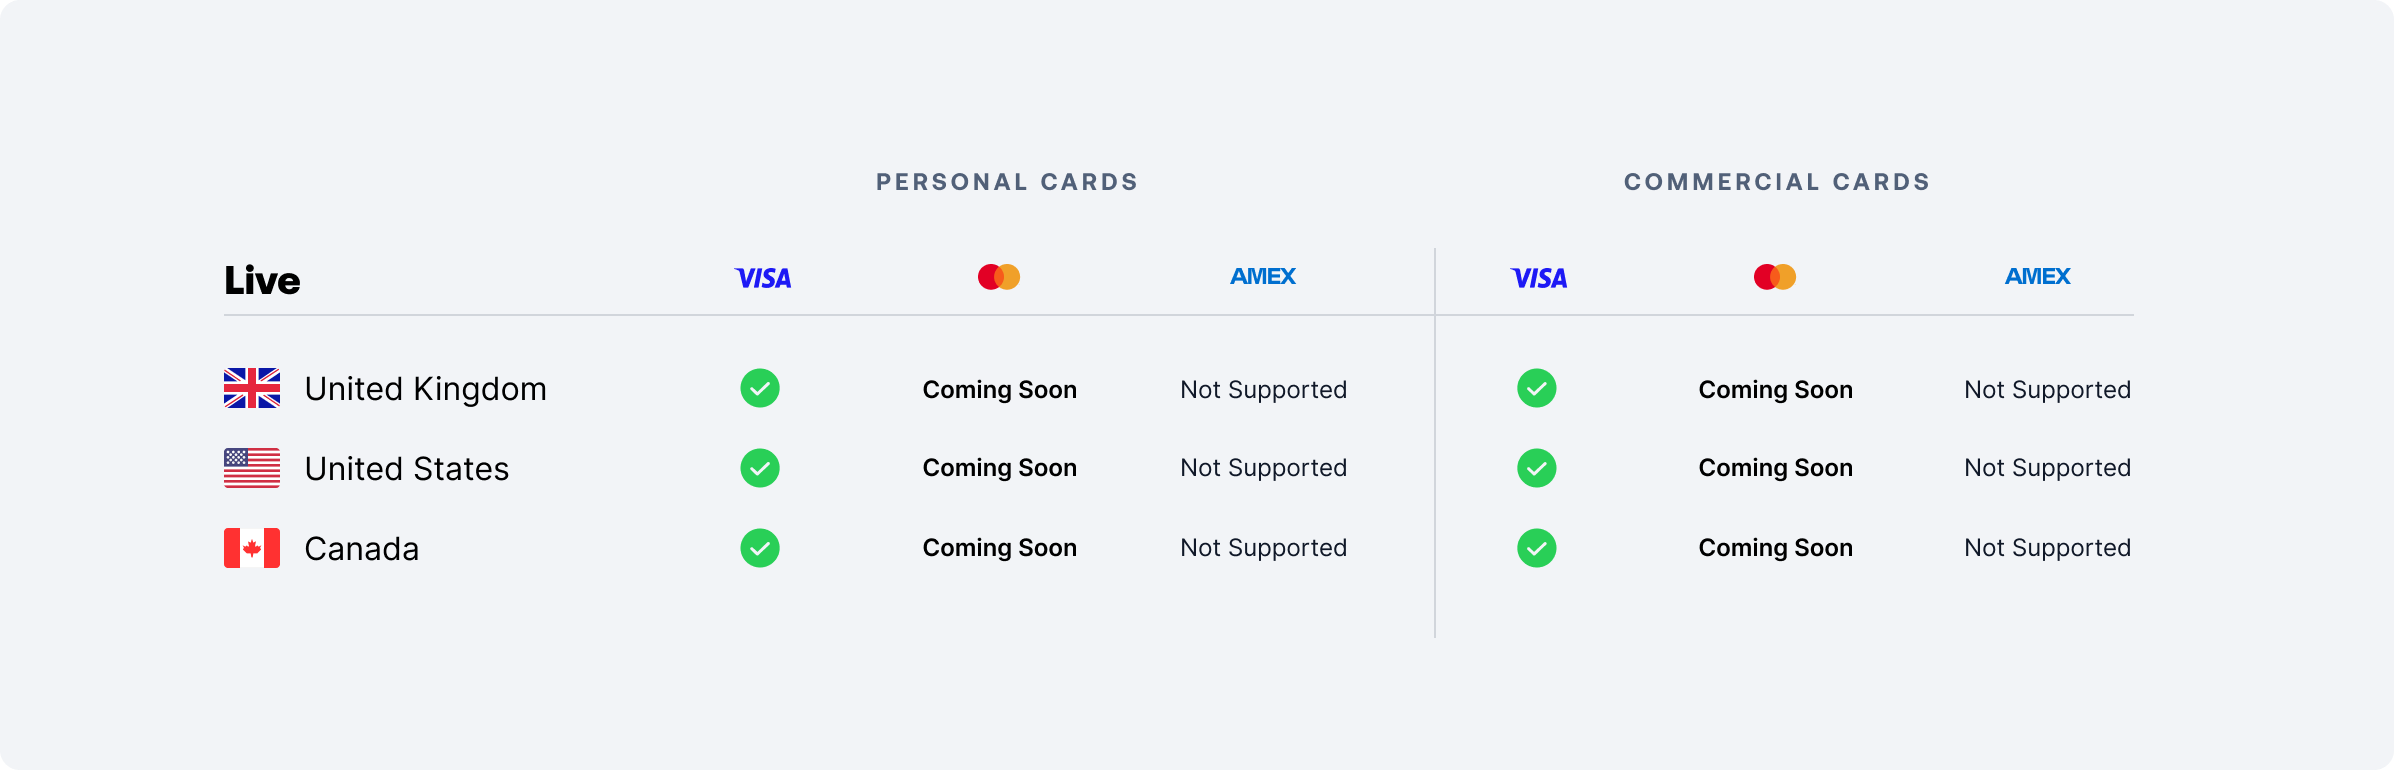 PERSONAL CARDS COMMERCIAL CARDS
Live VISA AMEX VISA AMEX
United Kingdom Coming Soon Not Supported Coming Soon Not Supported
United States Coming Soon Not Supported Coming Soon Not Supported
Canada Coming Soon Not Supported Coming Soon Not Supported